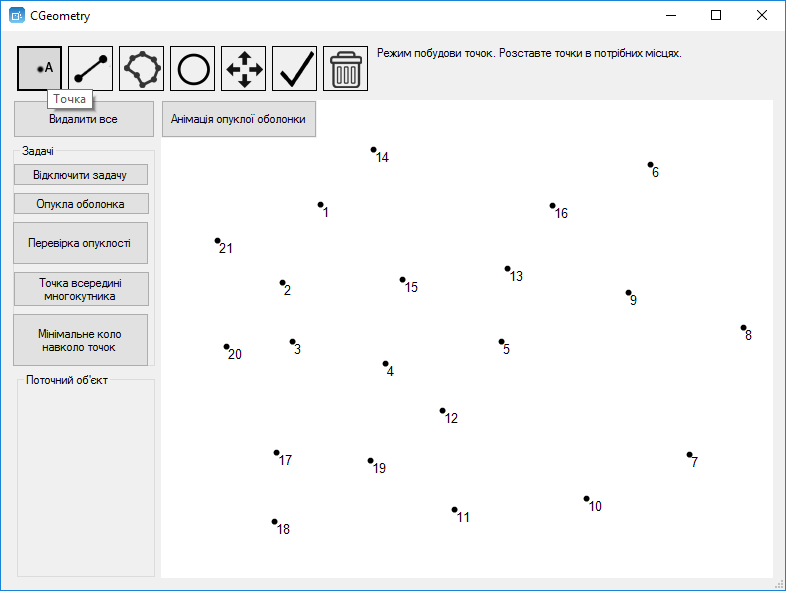 CGeometry
A
Режим побудови точок. Розставте точки в потрібних місцях.
Точка
Видалити все
Анімація опуклої оболонки
Задачі
Відключити задачу
Опукла оболонка
Перевірка опуклості
Точка всередині
многокутника
Мінімальне коло
навколо точок
Поточний об'єкт
14
6
1
16
21
13
2
15
9
8
3
5
20
4
12
17
7
19
10
11
18